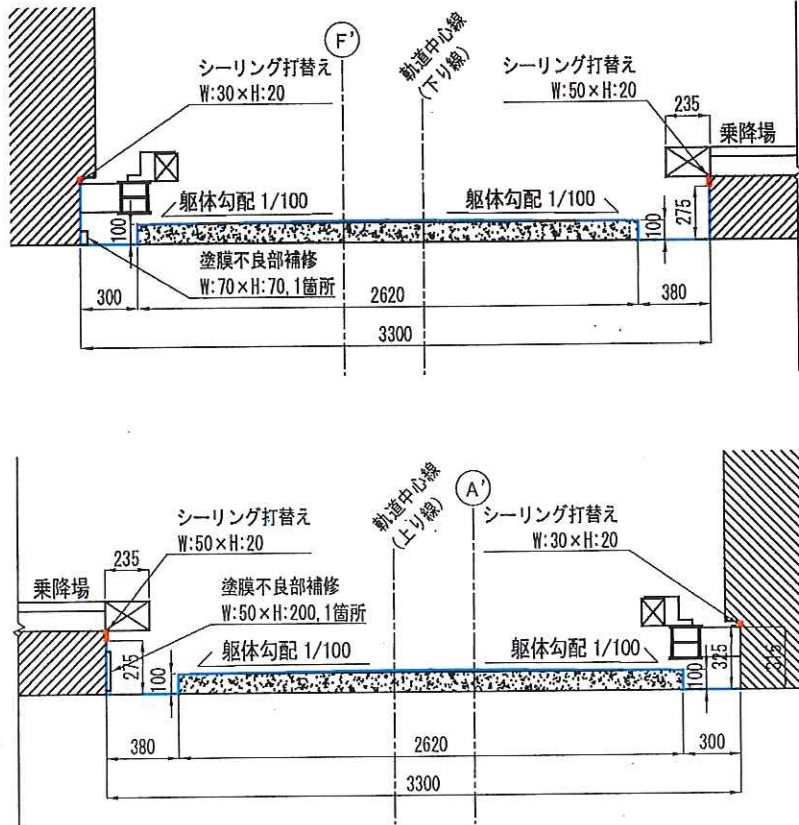 F'
軌道中心線
(下り線)
シーリング打替え
W:30×H:20
シーリング打替え
W:50×H:20
235
乗降場
躯体勾配 1/100
躯体勾配 1/100
100
100
275
塗膜不良部補修
W:70×H:70,1箇所
300
2620
380
3300
軌道中心線
(上り線)
A'
シーリング打替え
W:50×H:20
シーリング打替え
W:30×H:20
235
乗降場
塗膜不良部補修
W:50×H:200,1箇所
躯体勾配 1/100
躯体勾配 1/100
275
100
100
325
315
380
2620
300
3300